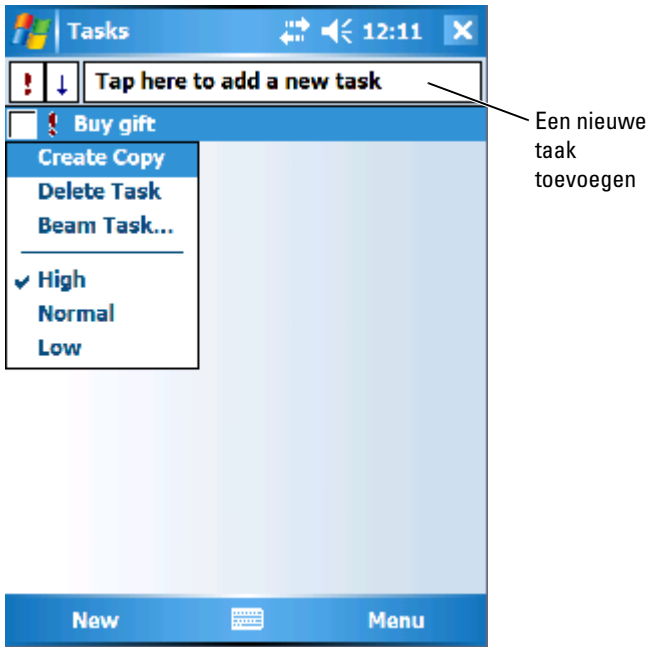 Tasks 12:11
Tap here to add a new task
Buy gift
Create Copy
Delete Task
Beam Task...
High
Normal
Low
New Menu
Een nieuwe
taak
toevoegen